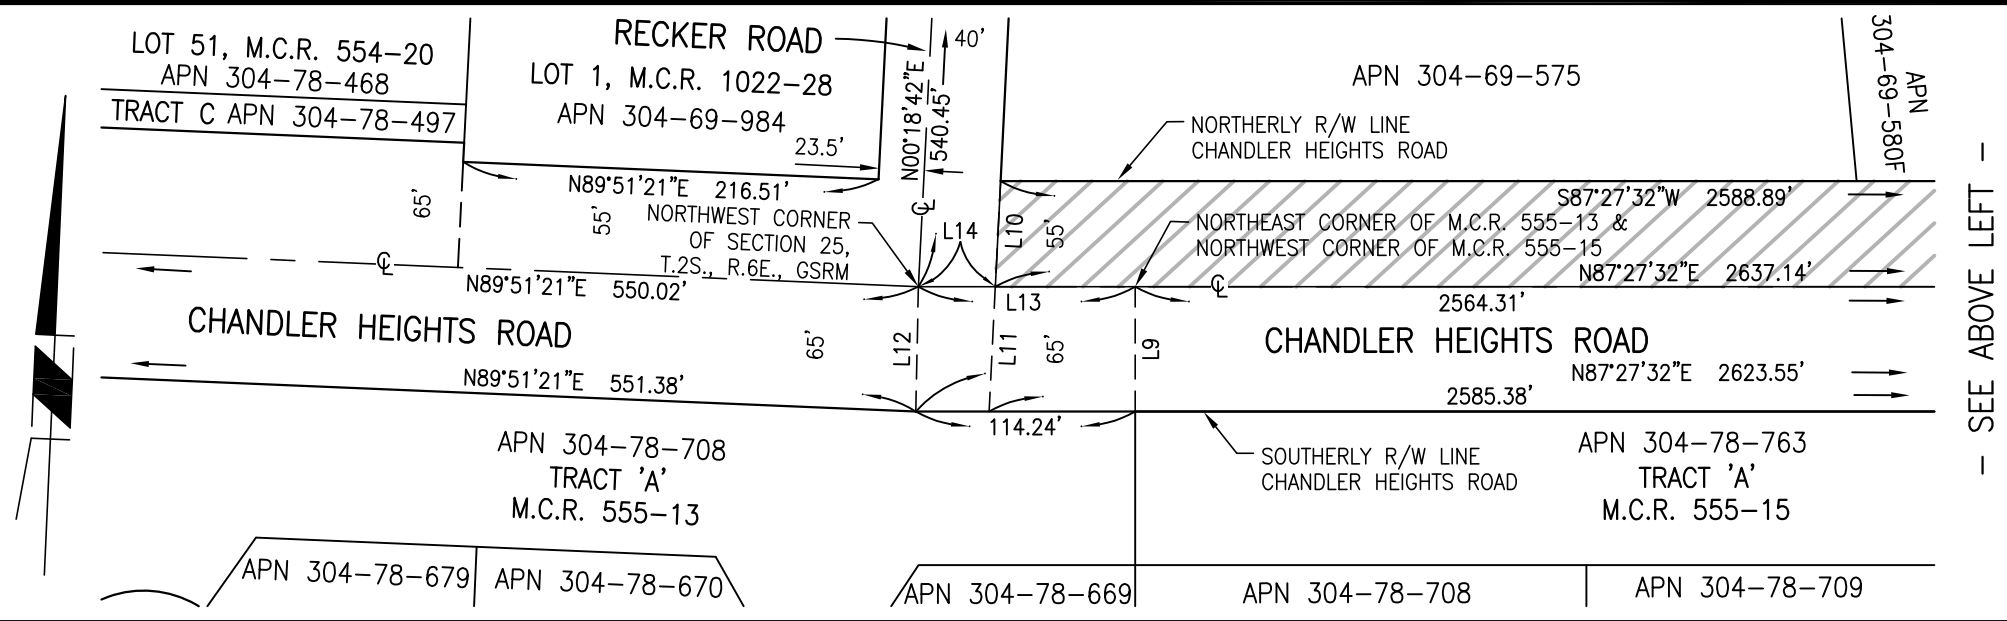 LOT 51, M.C.R. 554-20
APN 304-78-468
TRACT C APN 304-78-497
RECKER ROAD
LOT 1, M.C.R. 1022-28
APN 304-69-984
23.5'
N89°51'21"E 216.51'
N00°18'42"E
540.45'
40'
℄
APN 304-69-575
APN
304-69-580F
NORTHERLY R/W LINE
CHANDLER HEIGHTS ROAD
S87°27'32"W 2588.89'
65'
55'
NORTHWEST CORNER
OF SECTION 25,
T.2S., R.6E., GSRM
L14
L10
55'
NORTHEAST CORNER OF M.C.R. 555-13 &
NORTHWEST CORNER OF M.C.R. 555-15
N87°27'32"E 2637.14'
℄
N89°51'21"E 550.02'
L13
℄
2564.31'
CHANDLER HEIGHTS ROAD
65'
L12
L11
65'
L9
CHANDLER HEIGHTS ROAD
N87°27'32"E 2623.55'
N89°51'21"E 551.38'
2585.38'
114.24'
- SEE ABOVE LEFT -
APN 304-78-708
TRACT 'A'
M.C.R. 555-13
SOUTHERLY R/W LINE
CHANDLER HEIGHTS ROAD
APN 304-78-763
TRACT 'A'
M.C.R. 555-15
APN 304-78-679
APN 304-78-670
APN 304-78-669
APN 304-78-708
APN 304-78-709
N